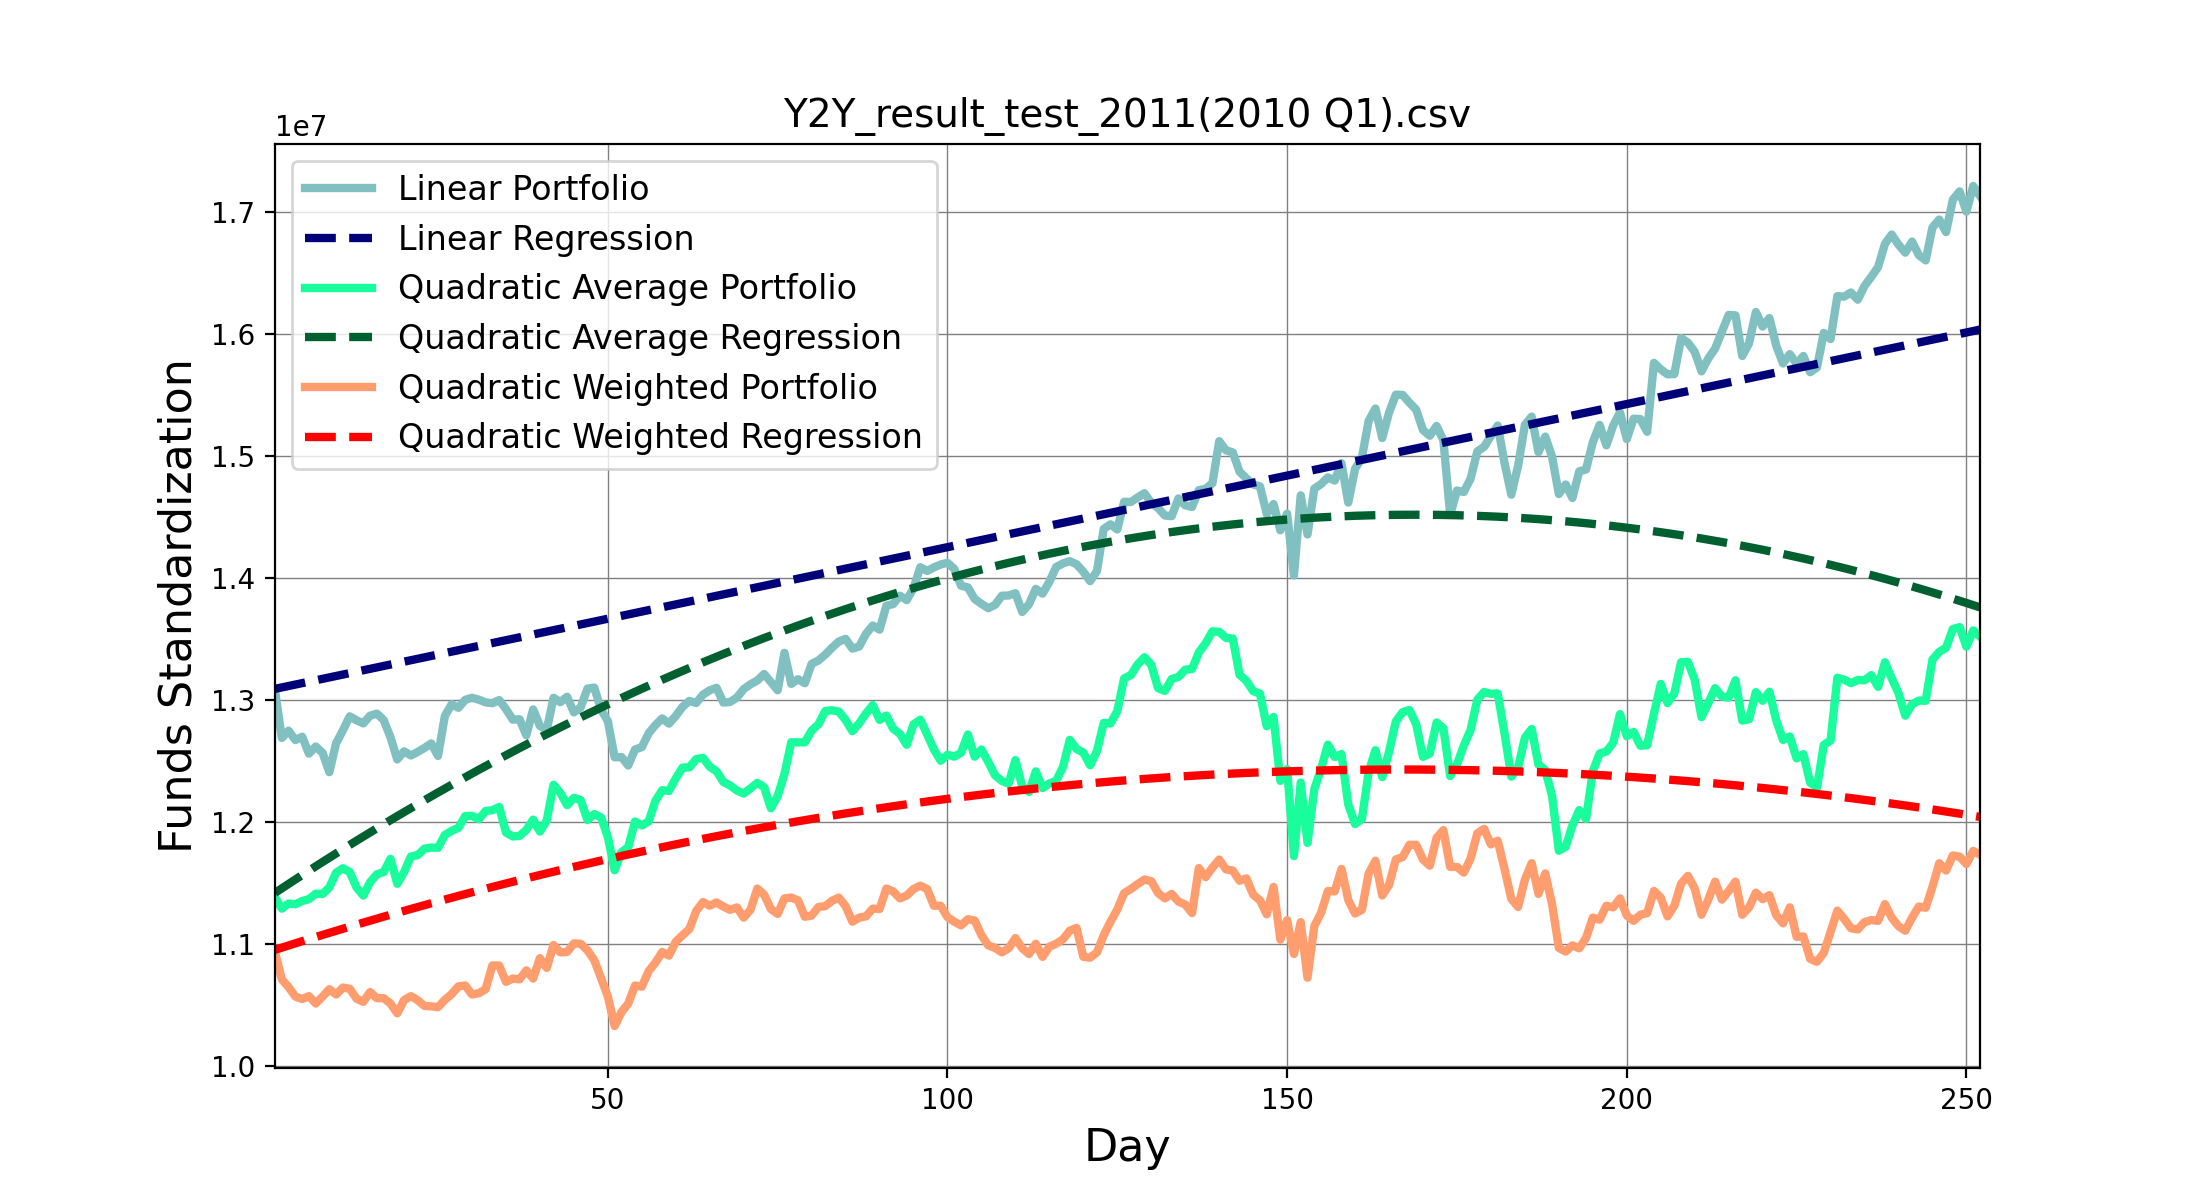 Y2Y_result_test_2011(2010 Q1).csv
1e7
Linear Portfolio
Linear Regression
Quadratic Average Portfolio
Quadratic Average Regression
Quadratic Weighted Portfolio
Quadratic Weighted Regression
Funds Standardization
1.7
1.6
1.5
1.4
1.3
1.2
1.1
1.0
50 100 150 200 250
Day